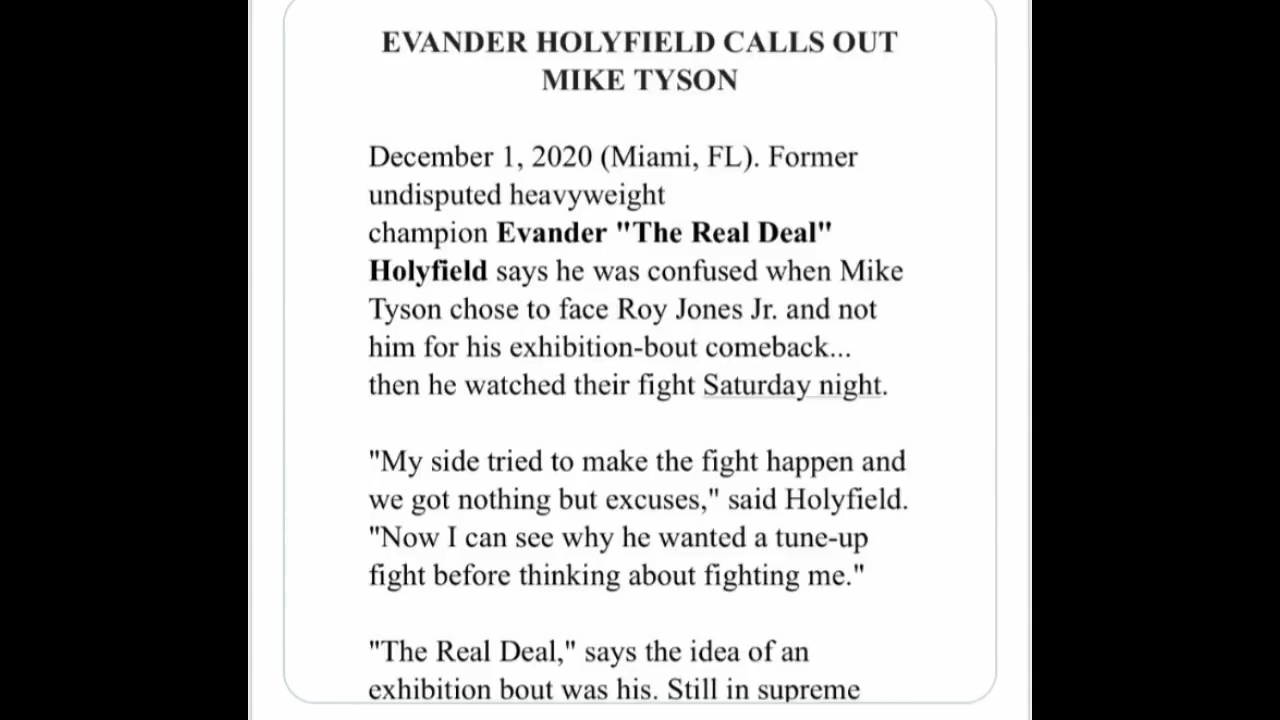 EVANDER HOLYFIELD CALLS OUT
MIKE TYSON
December 1, 2020 (Miami, FL). Former
undisputed heavyweight
champion Evander "The Real Deal"
Holyfield says he was confused when Mike
Tyson chose to face Roy Jones Jr. and not
him for his exhibition-bout comeback...
then he watched their fight Saturday night.
"My side tried to make the fight happen and
we got nothing but excuses," said Holyfield.
"Now I can see why he wanted a tune-up
fight before thinking about fighting me."
"The Real Deal," says the idea of an
exhibition bout was his. Still in supreme